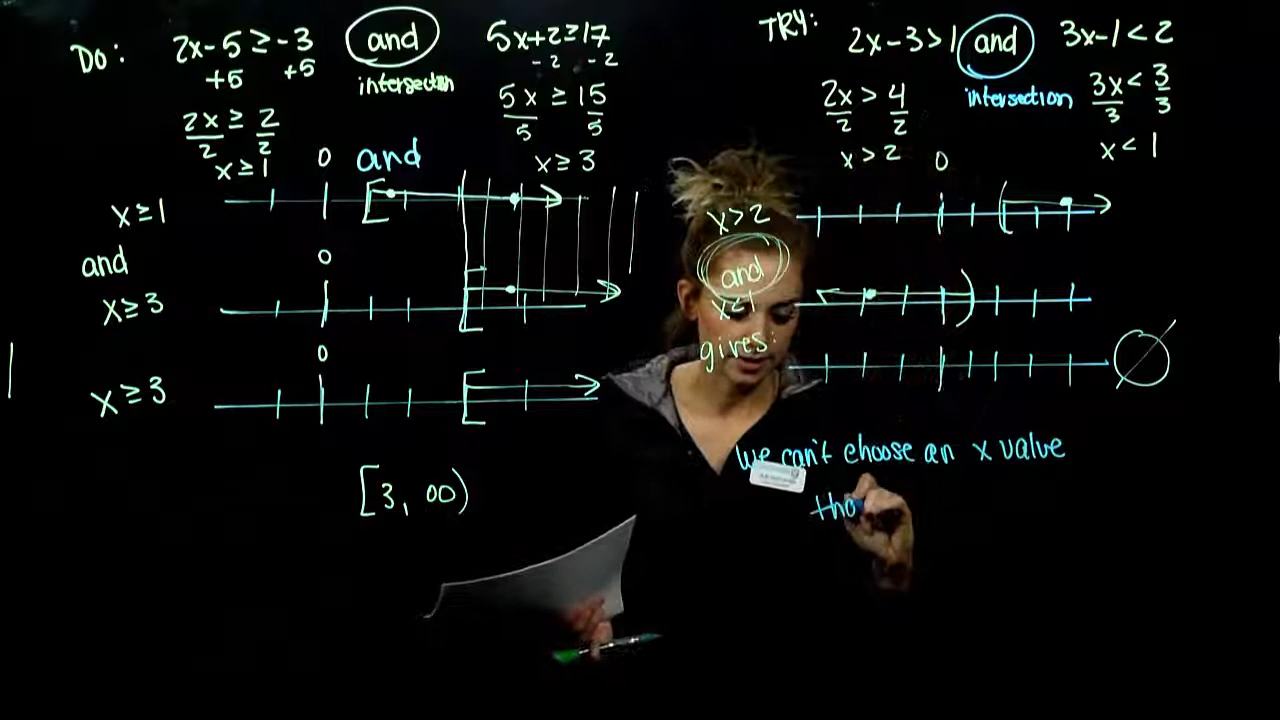 DO: 2x-5 ≥ -3 and 5x+2≥17
+5 +5 intersection -2 -2
5x ≥ 15
5 5
2x ≥ 2
2 2
x≥1 and x≥3
0
x≥1
and
0
x≥3
0
x≥3
[3, ∞)
TRY: 2x-3>1 and 3x-1<2
intersection
2x > 4
2 2
3x < 3
3 3
x > 2
x < 1
0
x>2
and
x<1
gives:
∅
We can't choose an x value
tha